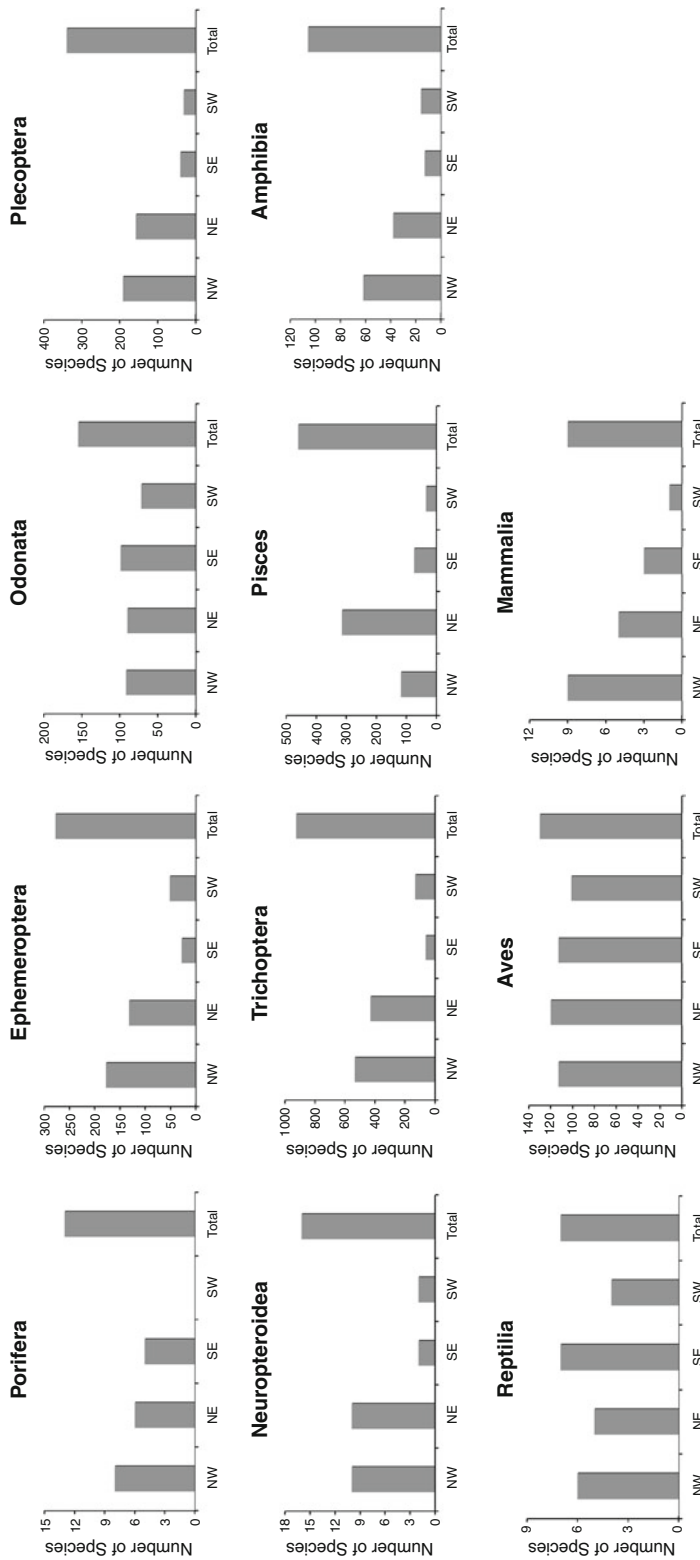 Porifera
Number of Species
15
12
9
6
3
0
NW NE SE SW Total
Ephemeroptera
Number of Species
300
250
200
150
100
50
0
NW NE SE SW Total
Odonata
Number of Species
200
150
100
50
0
NW NE SE SW Total
Plecoptera
Number of Species
400
300
200
100
0
NW NE SE SW Total
Neuropteroidea
Number of Species
18
15
12
9
6
3
0
NW NE SE SW Total
Trichoptera
Number of Species
1000
800
600
400
200
0
NW NE SE SW Total
Pisces
Number of Species
500
400
300
200
100
0
NW NE SE SW Total
Amphibia
Number of Species
120
100
80
60
40
20
0
NW NE SE SW Total
Reptilia
Number of Species
9
6
3
0
NW NE SE SW Total
Aves
Number of Species
140
120
100
80
60
40
20
0
NW NE SE SW Total
Mammalia
Number of Species
12
9
6
3
0
NW NE SE SW Total